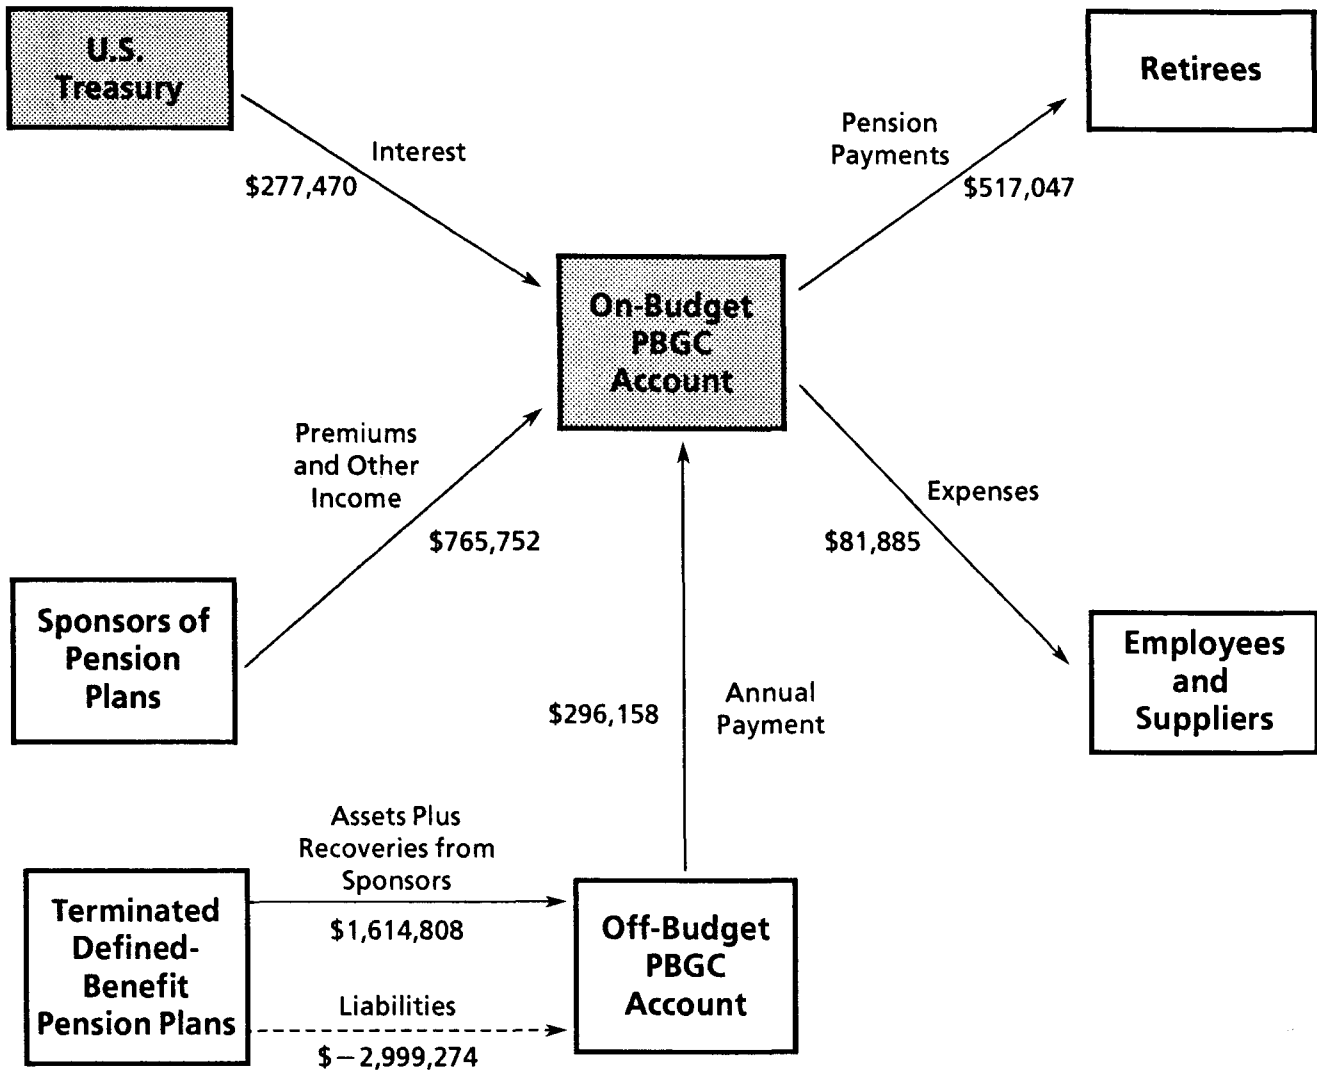 U.S.
Treasury
Interest
$277,470
Retirees
Pension
Payments
$517,047
On-Budget
PBGC
Account
Premiums
and Other
Income
$765,752
Expenses
$81,885
Sponsors of
Pension
Plans
Employees
and
Suppliers
$296,158
Annual
Payment
Assets Plus
Recoveries from
Sponsors
$1,614,808
Terminated
Defined-
Benefit
Pension Plans
Liabilities
$−2,999,274
Off-Budget
PBGC
Account